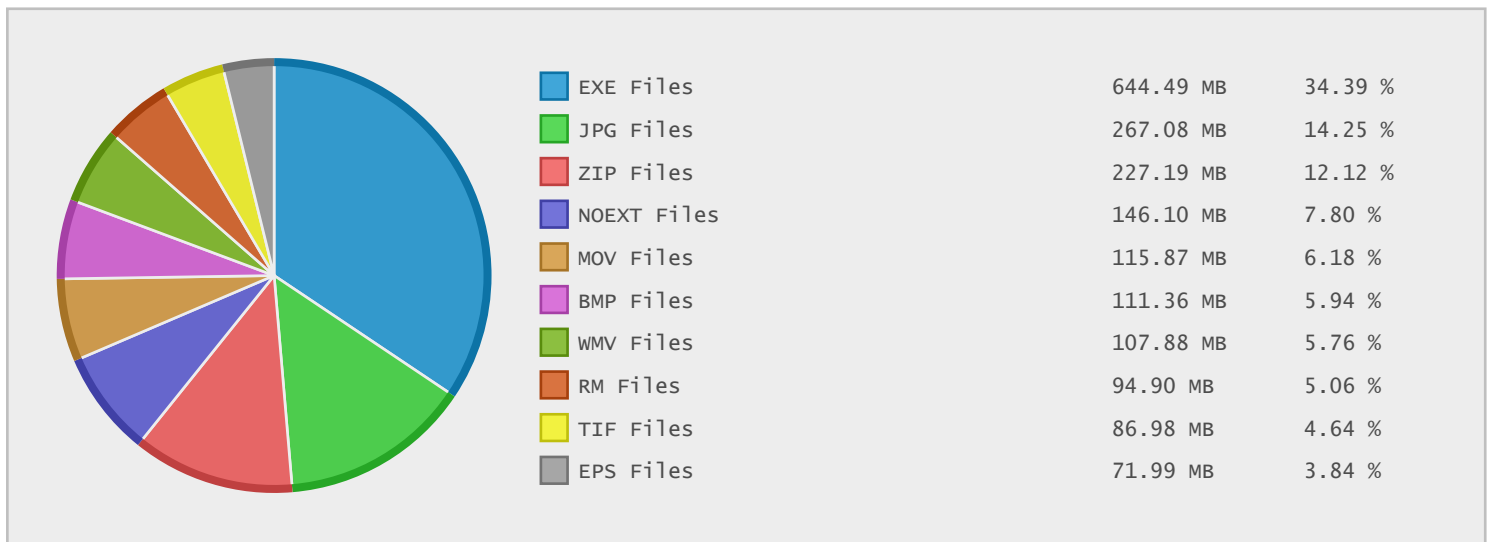 EXE Files 644.49 MB 34.39 %
JPG Files 267.08 MB 14.25 %
ZIP Files 227.19 MB 12.12 %
NOEXT Files 146.10 MB 7.80 %
MOV Files 115.87 MB 6.18 %
BMP Files 111.36 MB 5.94 %
WMV Files 107.88 MB 5.76 %
RM Files 94.90 MB 5.06 %
TIF Files 86.98 MB 4.64 %
EPS Files 71.99 MB 3.84 %